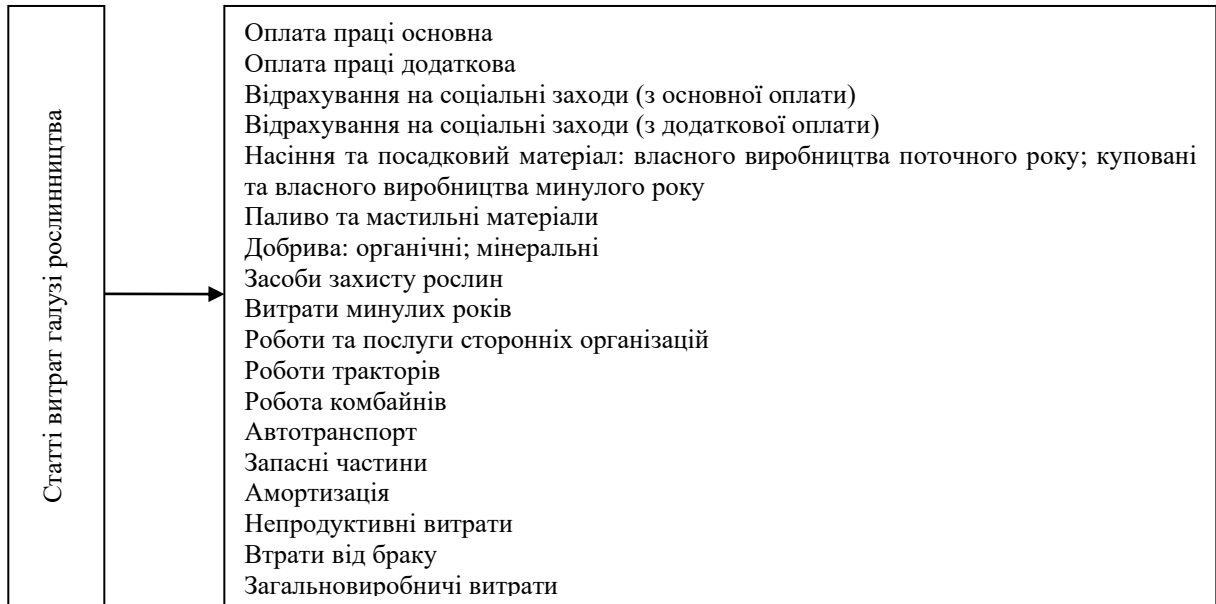 Статті витрат галузі рослинництва
Оплата праці основна
Оплата праці додаткова
Відрахування на соціальні заходи (з основної оплати)
Відрахування на соціальні заходи (з додаткової оплати)
Насіння та посадковий матеріал: власного виробництва поточного року; куповані
та власного виробництва минулого року
Паливо та мастильні матеріали
Добрива: органічні; мінеральні
Засоби захисту рослин
Витрати минулих років
Роботи та послуги сторонніх організацій
Роботи тракторів
Робота комбайнів
Автотранспорт
Запасні частини
Амортизація
Непродуктивні витрати
Втрати від браку
Загальновиробничі витрати